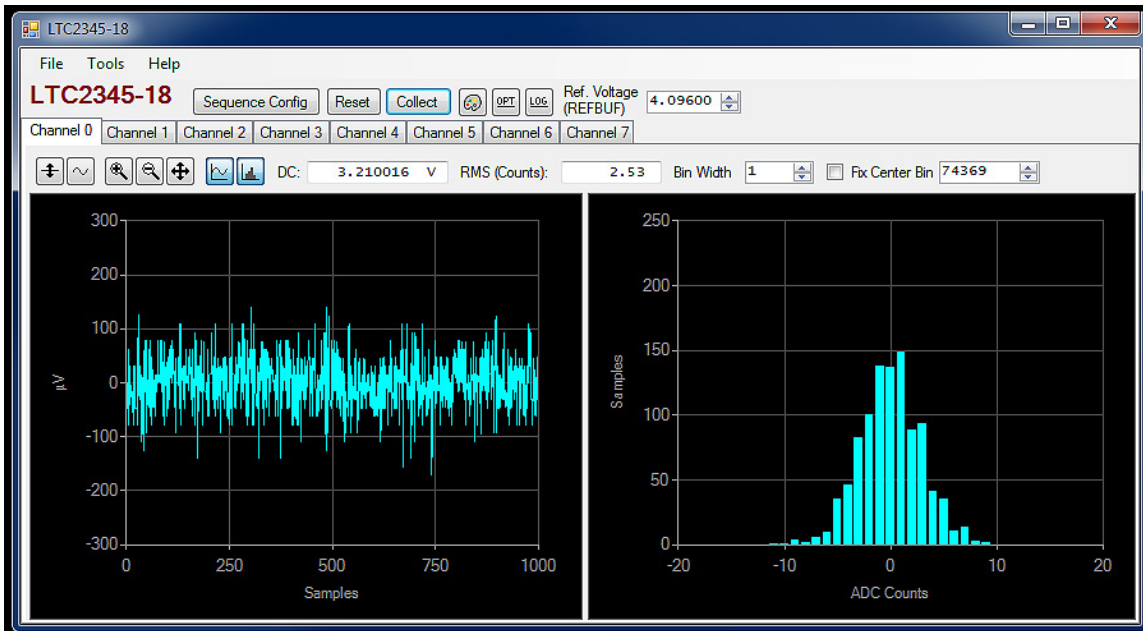 LTC2345-18
File Tools Help
LTC2345-18 Sequence Config Reset Collect OPT LOG Ref. Voltage (REFBUF) 4.09600
Channel 0 Channel 1 Channel 2 Channel 3 Channel 4 Channel 5 Channel 6 Channel 7
DC: 3.210016 V RMS (Counts): 2.53 Bin Width 1 Fix Center Bin 74369
300
200
100
0
-100
-200
-300
µV
0 250 500 750 1000
Samples
250
200
150
100
50
0
Samples
-20 -10 0 10 20
ADC Counts